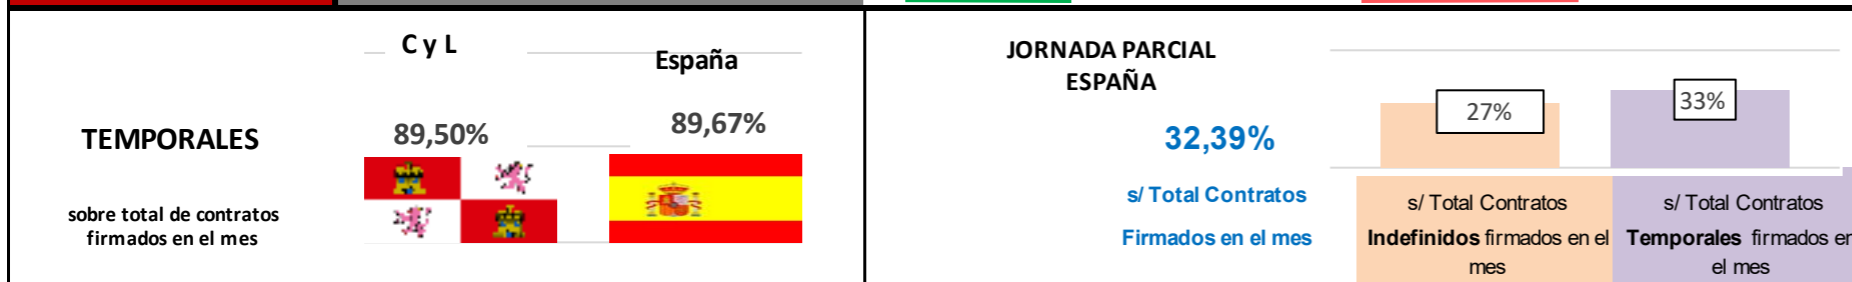 C y L
España
TEMPORALES
89,50%
89,67%
sobre total de contratos
firmados en el mes
JORNADA PARCIAL
ESPAÑA
32,39%
s/ Total Contratos
Firmados en el mes
27%
33%
s/ Total Contratos
Indefinidos firmados en el
mes
s/ Total Contratos
Temporales firmados en
el mes